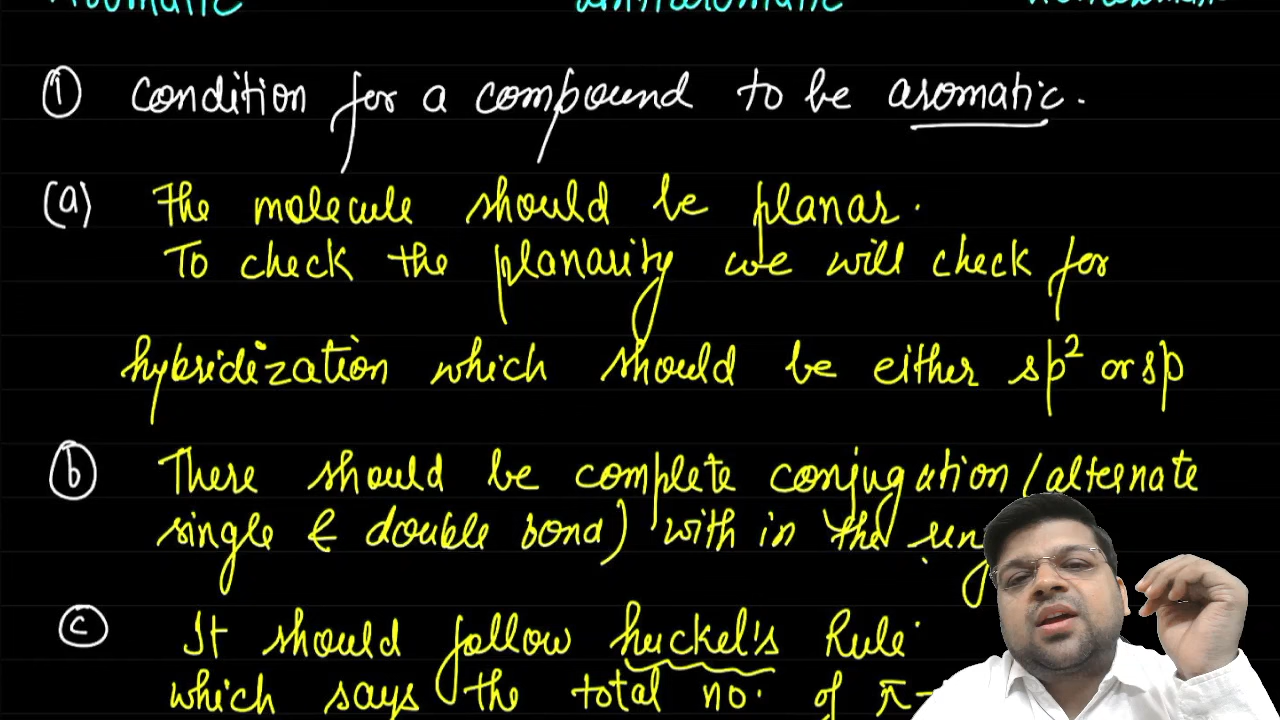 ① Condition for a compound to be aromatic.
(a) The molecule should be planar.
To check the planarity we will check for
hybridization which should be either sp² or sp
(b) There should be complete conjugation (alternate
single & double bond) with in the ring
(c) It should follow huckel's Rule
which says the total no. of π-